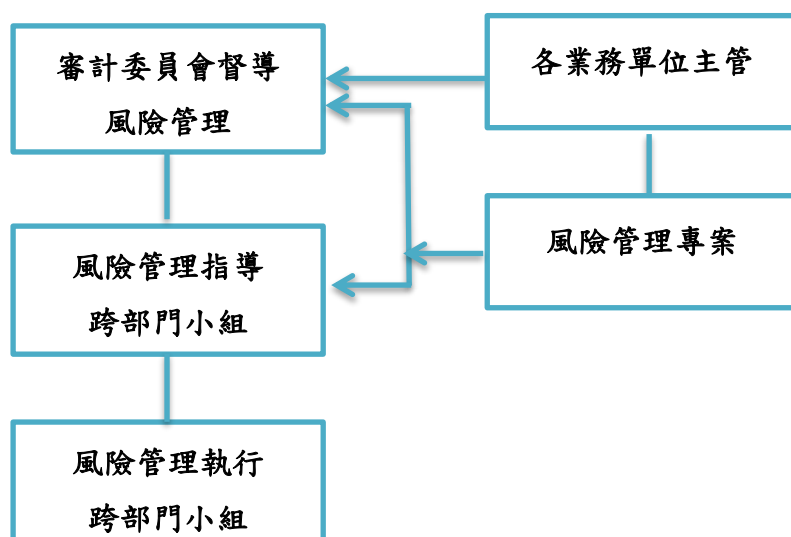 審計委員會督導
風險管理
各業務單位主管
風險管理指導
跨部門小組
風險管理專案
風險管理執行
跨部門小組